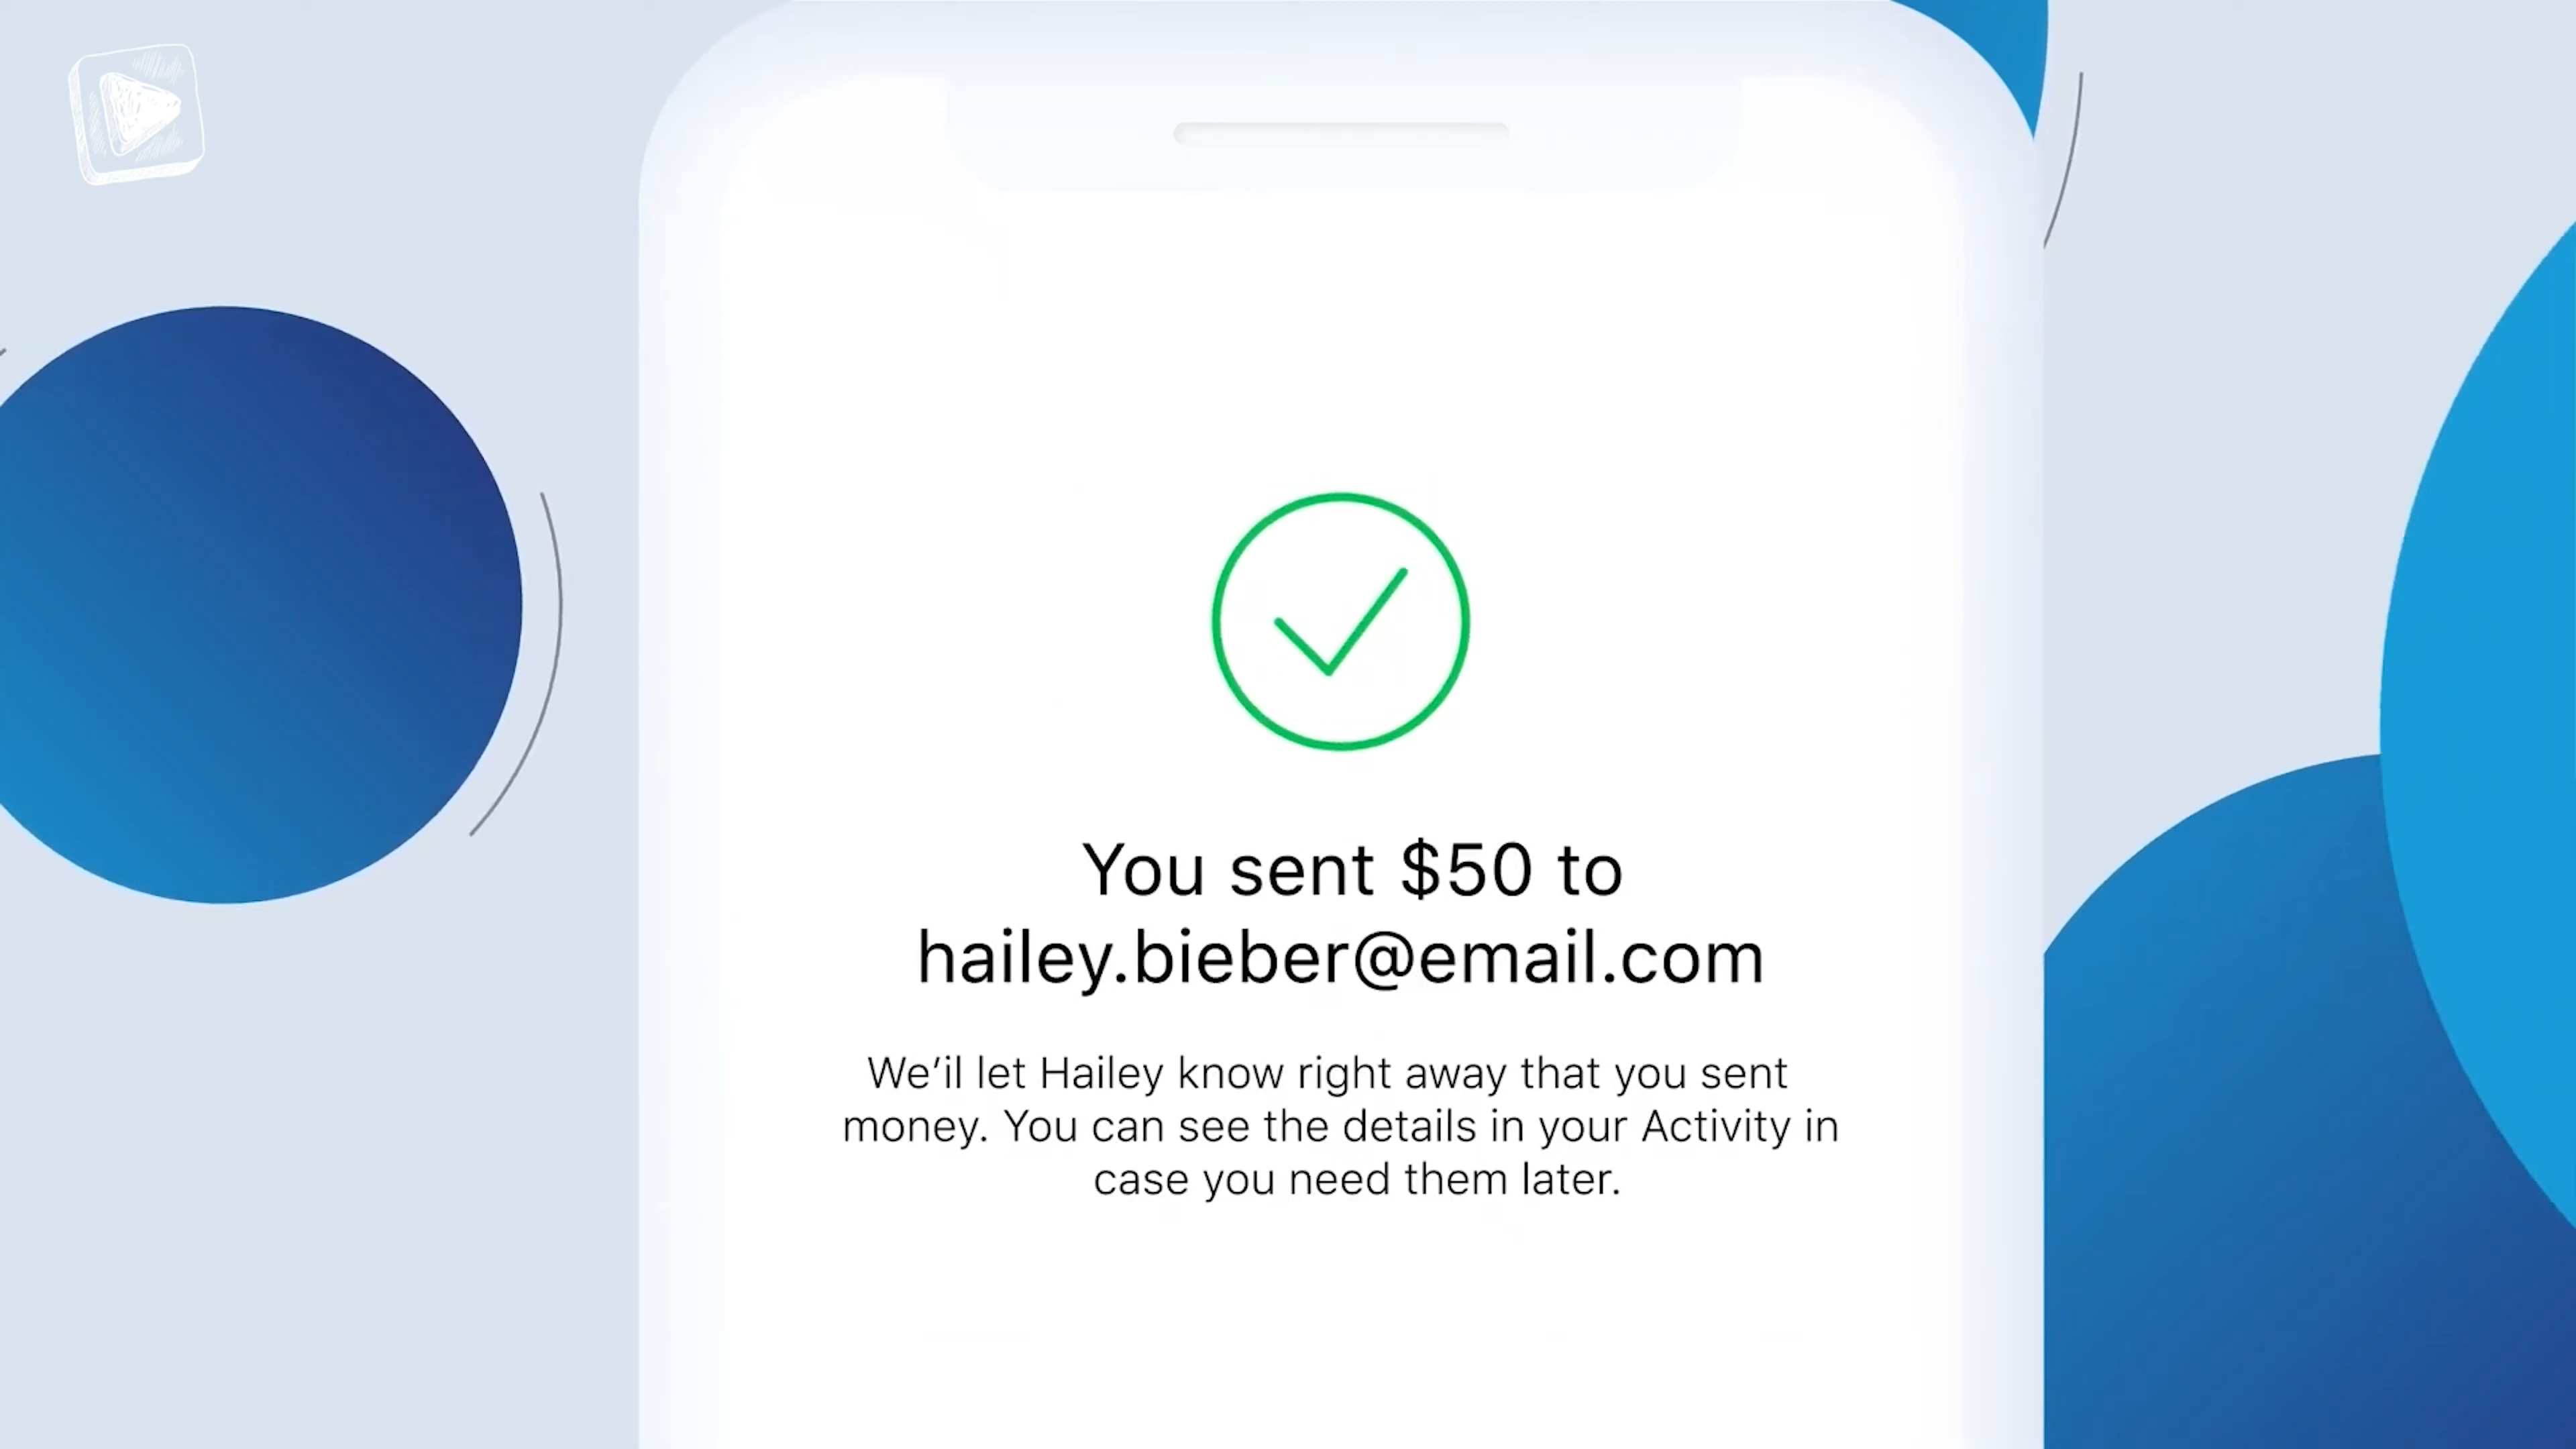 You sent $50 to
hailey.bieber@email.com
We’il let Hailey know right away that you sent
money. You can see the details in your Activity in
case you need them later.